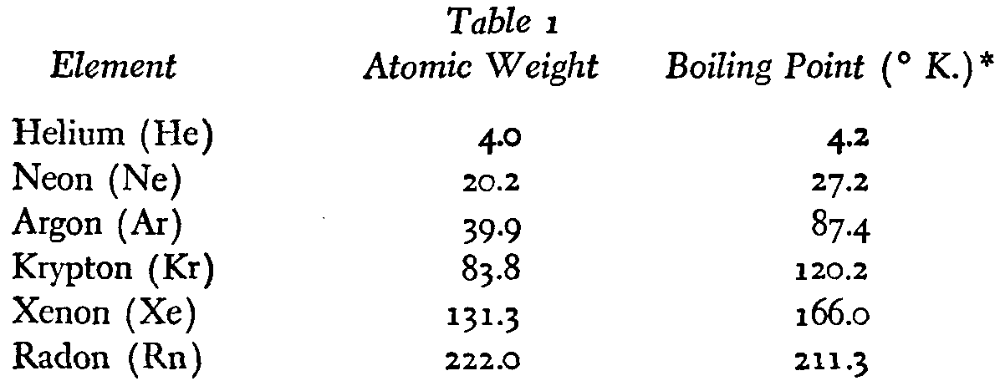 Table 1
Element Atomic Weight Boiling Point (° K.)*
Helium (He) 4.0 4.2
Neon (Ne) 20.2 27.2
Argon (Ar) 39.9 87.4
Krypton (Kr) 83.8 120.2
Xenon (Xe) 131.3 166.0
Radon (Rn) 222.0 211.3